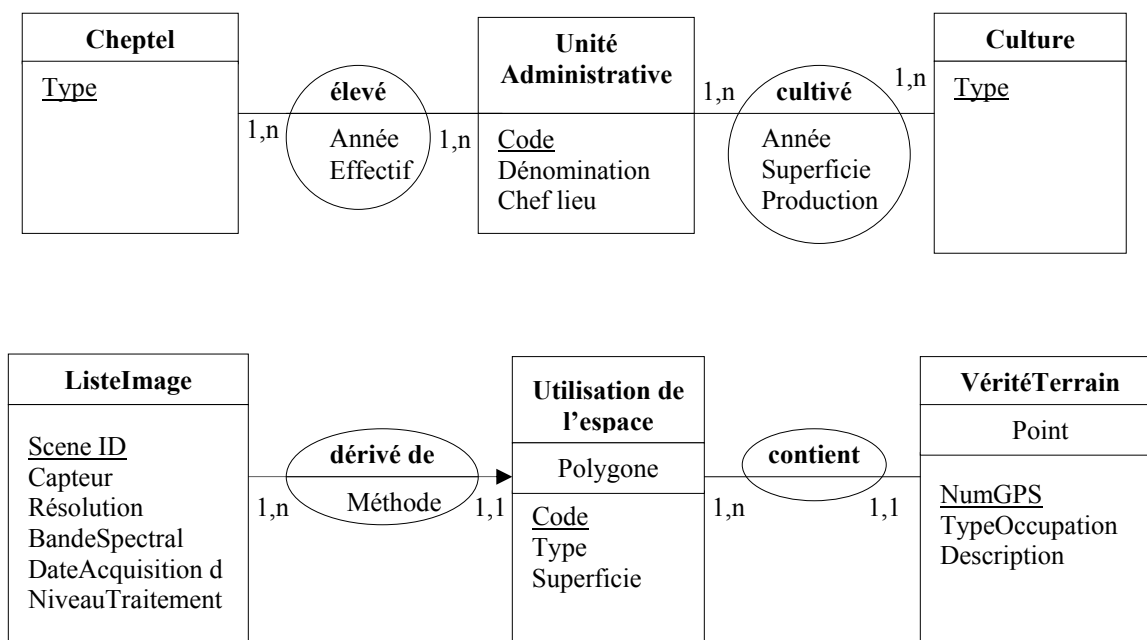 Cheptel
Type
1,n
élevé
Année
Effectif
1,n
Unité
Administrative
Code
Dénomination
Chef lieu
1,n
cultivé
Année
Superficie
Production
1,n
Culture
Type
ListeImage
Scene ID
Capteur
Résolution
BandeSpectral
DateAcquisition d
NiveauTraitement
1,n
dérivé de
Méthode
1,1
Utilisation de
l’espace
Polygone
Code
Type
Superficie
1,n
contient
1,1
VéritéTerrain
Point
NumGPS
TypeOccupation
Description